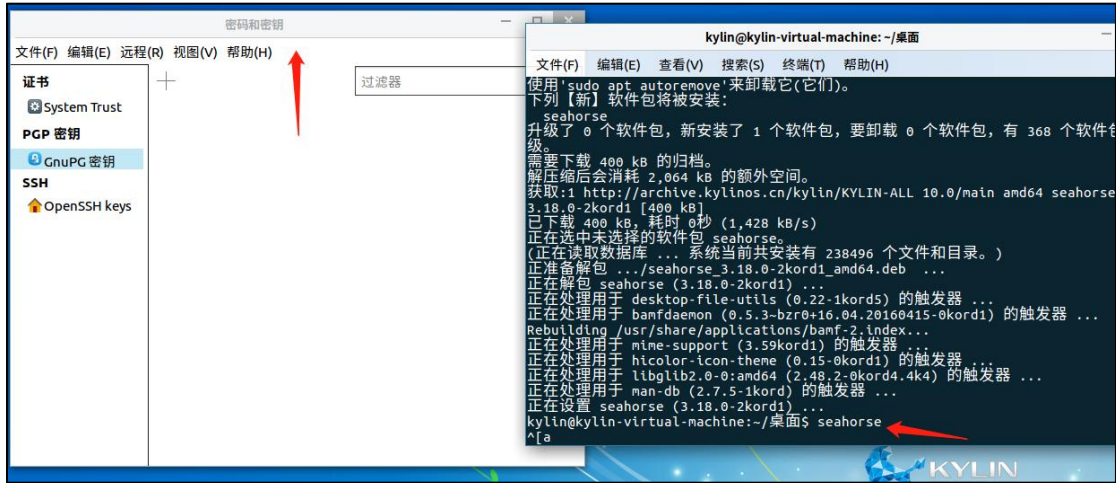 密码和密钥
文件(F) 编辑(E) 远程(R) 视图(V) 帮助(H)
过滤器
证书
System Trust
PGP 密钥
GnuPG 密钥
SSH
OpenSSH keys
kylin@kylin-virtual-machine: ~/桌面
文件(F) 编辑(E) 查看(V) 搜索(S) 终端(T) 帮助(H)
使用'sudo apt autoremove'来卸载它(它们)。
下列【新】软件包将被安装:
seahorse
升级了 0 个软件包，新安装了 1 个软件包，要卸载 0 个软件包，有 368 个软件包
级。
需要下载 400 kB 的归档。
解压缩后会消耗 2,064 kB 的额外空间。
获取:1 http://archive.kylinos.cn/kylin/KYLIN-ALL 10.0/main amd64 seahorse
3.18.0-2kord1 [400 kB]
已下载 400 kB，耗时 0秒 (1,428 kB/s)
正在选中未选择的软件包 seahorse。
(正在读取数据库 ... 系统当前共安装有 238496 个文件和目录。)
正准备解包 .../seahorse_3.18.0-2kord1_amd64.deb ...
正在解包 seahorse (3.18.0-2kord1) ...
正在处理用于 desktop-file-utils (0.22-1kord5) 的触发器 ...
正在处理用于 bamfdaemon (0.5.3~bzr0+16.04.20160415-0kord1) 的触发器 ...
Rebuilding /usr/share/applications/bamf-2.index...
正在处理用于 mime-support (3.59kord1) 的触发器 ...
正在处理用于 hicolor-icon-theme (0.15-0kord1) 的触发器 ...
正在处理用于 libglib2.0-0:amd64 (2.48.2-0kord4.4k4) 的触发器 ...
正在处理用于 man-db (2.7.5-1kord) 的触发器 ...
正在设置 seahorse (3.18.0-2kord1) ...
kylin@kylin-virtual-machine:~/桌面$ seahorse
^[a
KYLIN